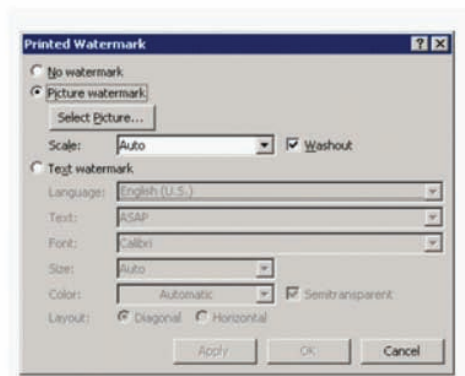 Printed Watermark
No watermark
Picture watermark
Select Picture...
Scale: Auto Washout
Text watermark
Language: English (U.S.)
Text: ASAP
Font: Calibri
Size: Auto
Color: Automatic Semitransparent
Layout: Diagonal Horizontal
Apply OK Cancel